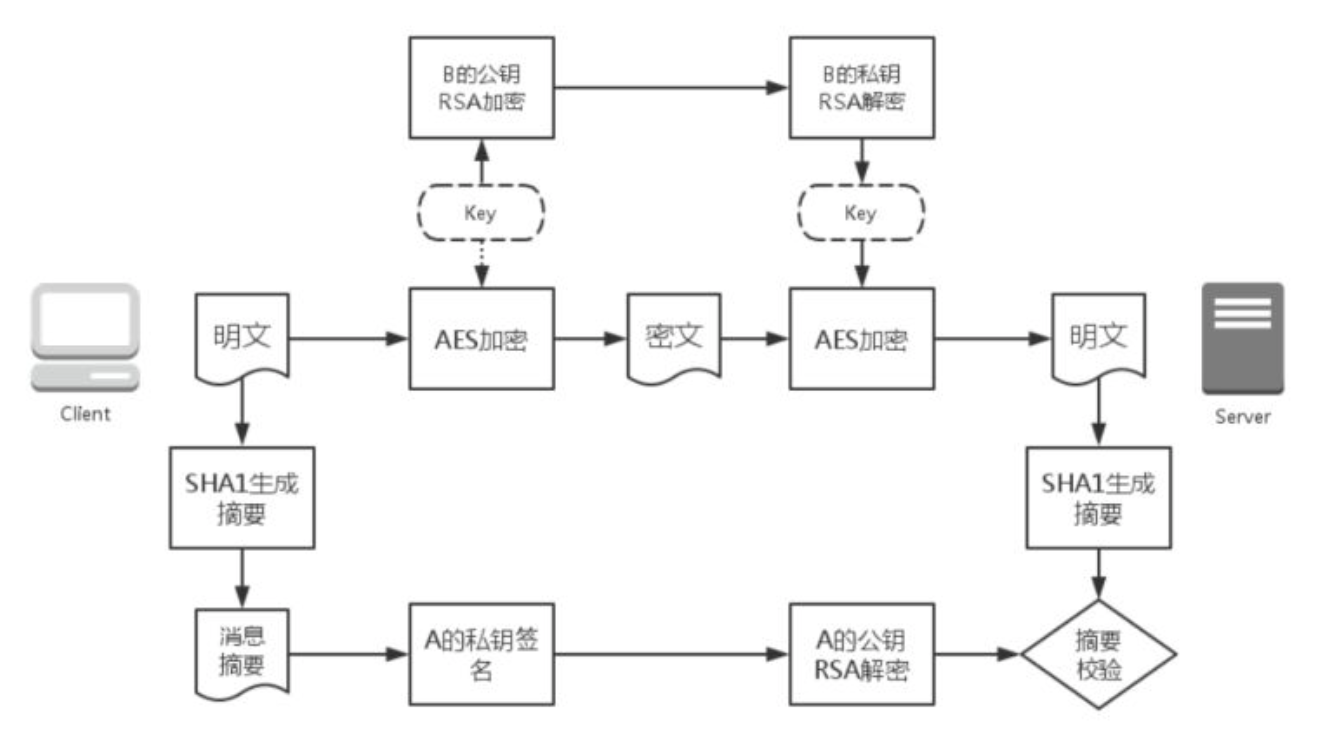 B的公钥
RSA加密
B的私钥
RSA解密
Key
Key
明文
AES加密
密文
AES加密
明文
Client
Server
SHA1生成
摘要
SHA1生成
摘要
消息
摘要
A的私钥签
名
A的公钥
RSA解密
摘要
校验